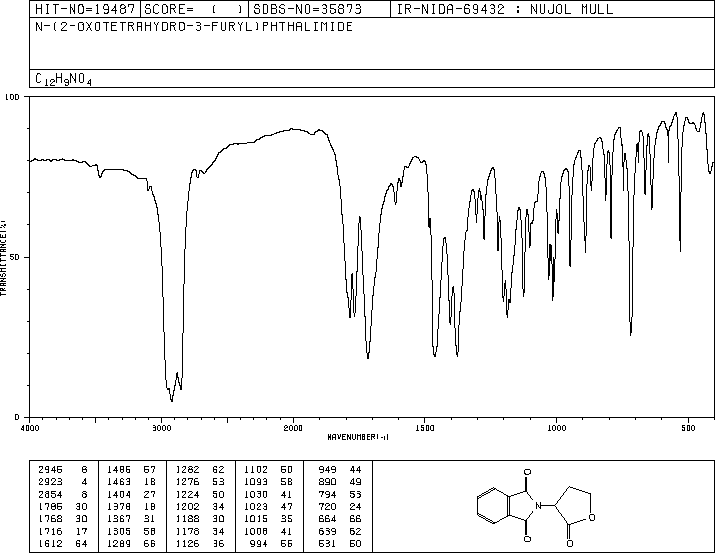 HIT-NO=19487 SCORE= ( ) SDBS-NO=35873 IR-NIDA-69432 : NUJOL MULL
N-(2-OXOTETRAHYDRO-3-FURYL)PHTHALIMIDE
C12H9NO4
100
TRANSMITTANCE(%)
50
0
4000 3000 2000 1500 1000 500
WAVENUMBER(-1)
2945 6 1486 57 1282 62 1102 50 949 44
2923 4 1463 18 1276 53 1093 58 890 49
2854 8 1404 27 1224 50 1030 41 794 53
1785 30 1378 18 1202 34 1023 47 720 24
1768 30 1367 31 1188 30 1015 35 664 66
1716 17 1305 58 1178 34 1008 41 639 62
1612 64 1289 66 1126 36 994 55 531 50
O
N
O
O
O